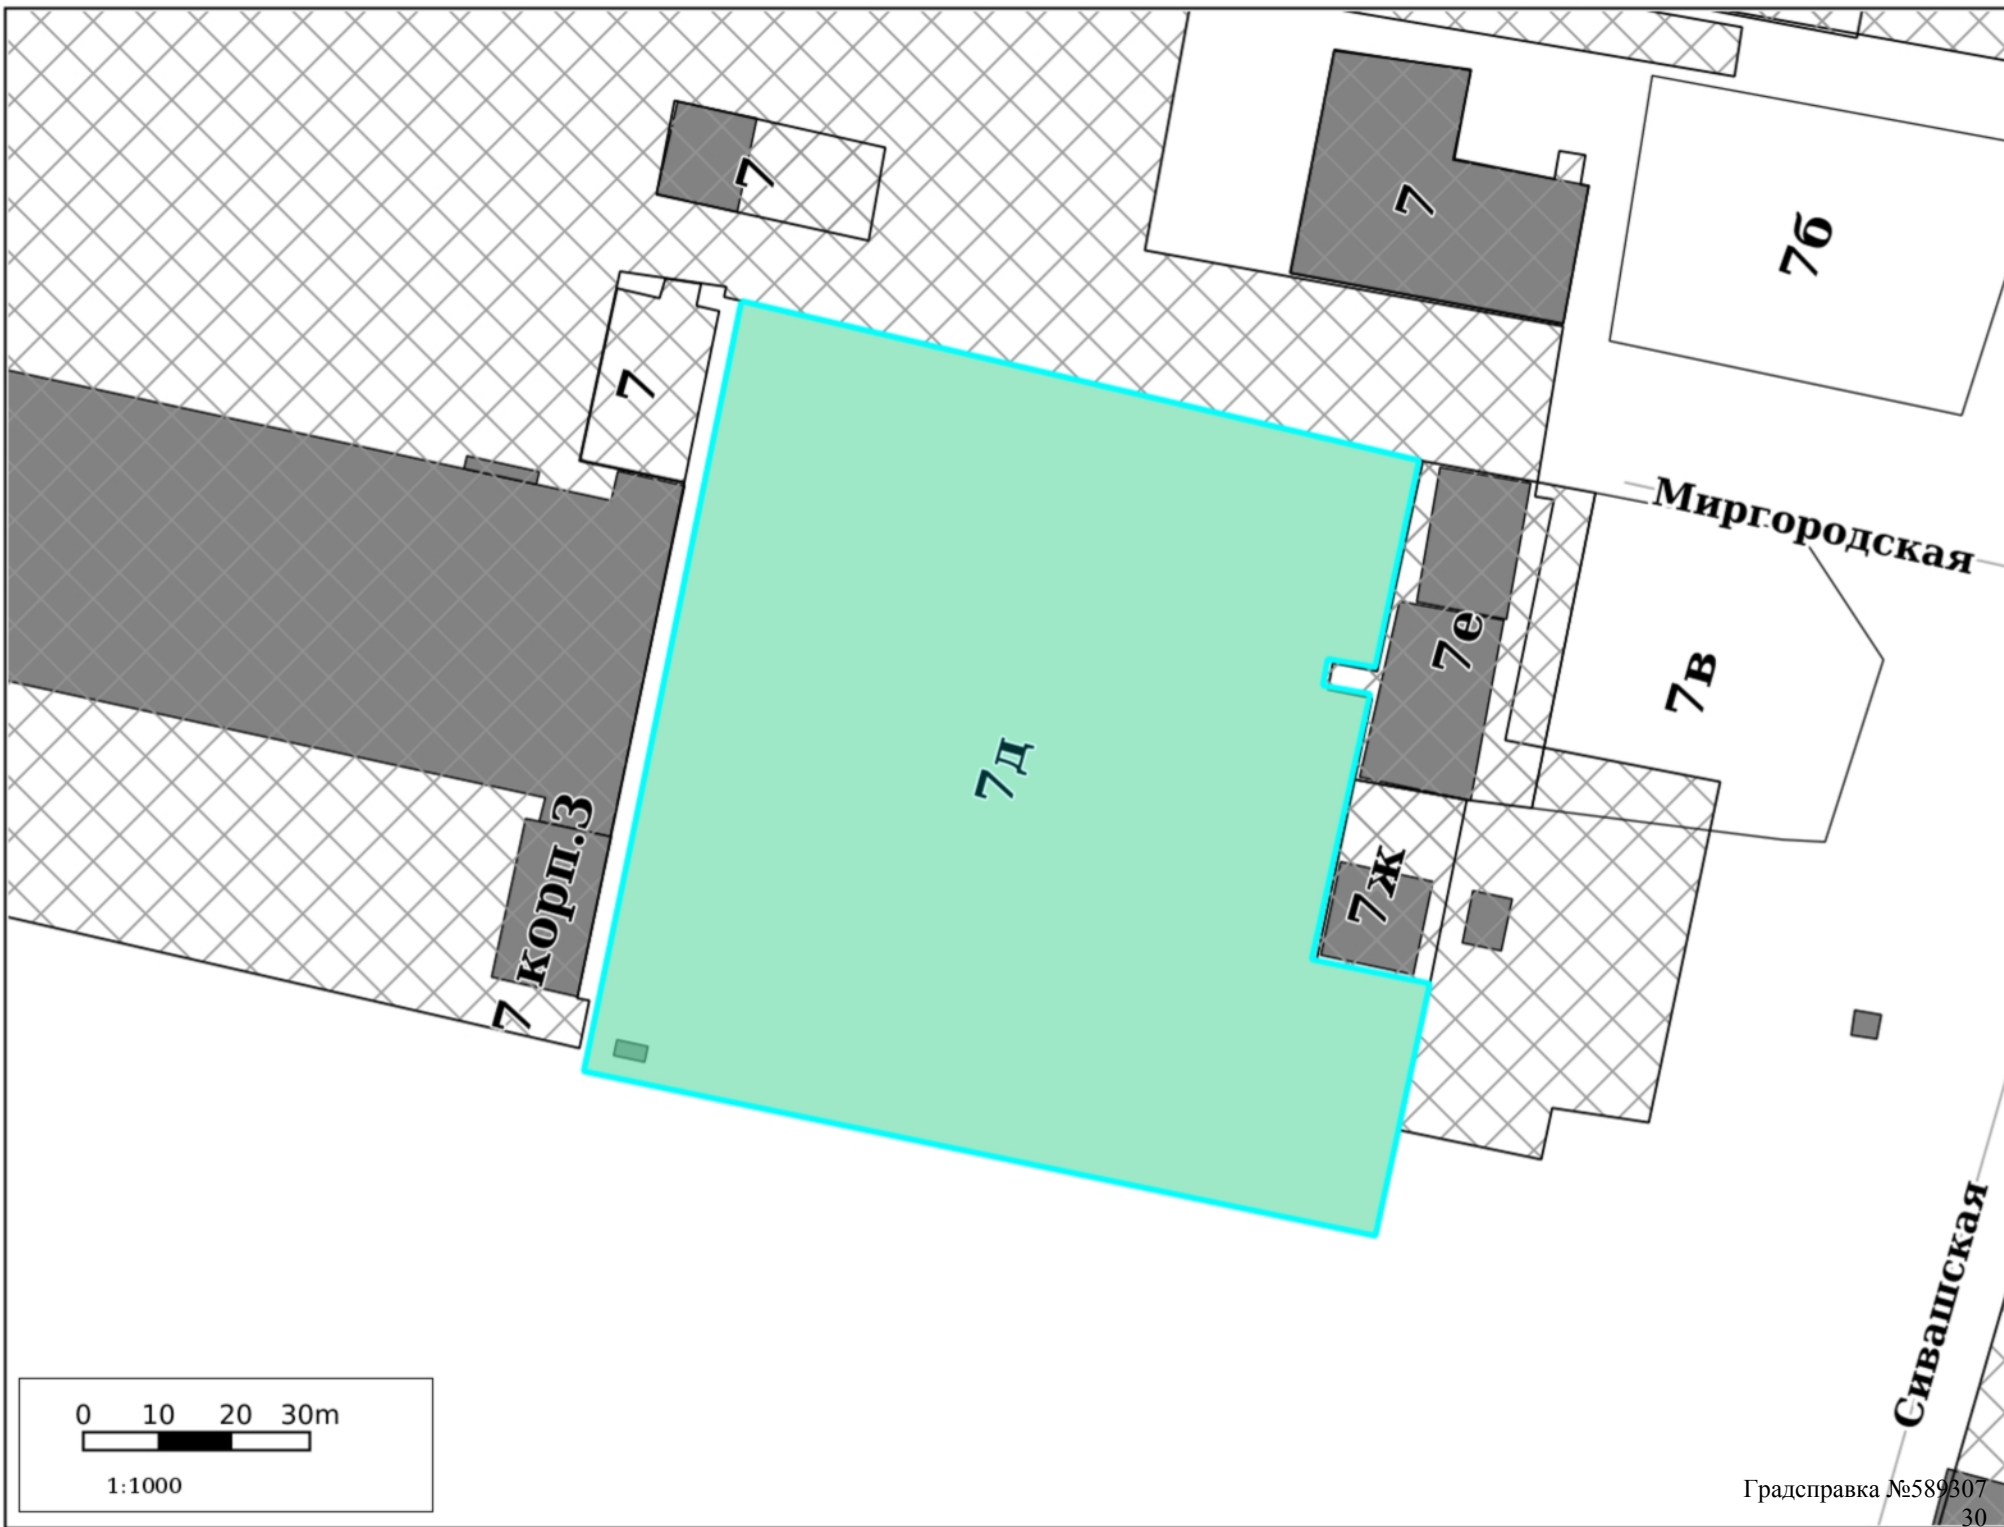 7
7
7б
7
Миргородская
7е
7в
7д
7ж
7 корп.3
Сивашская
0 10 20 30m
1:1000
Градсправка №589307
30